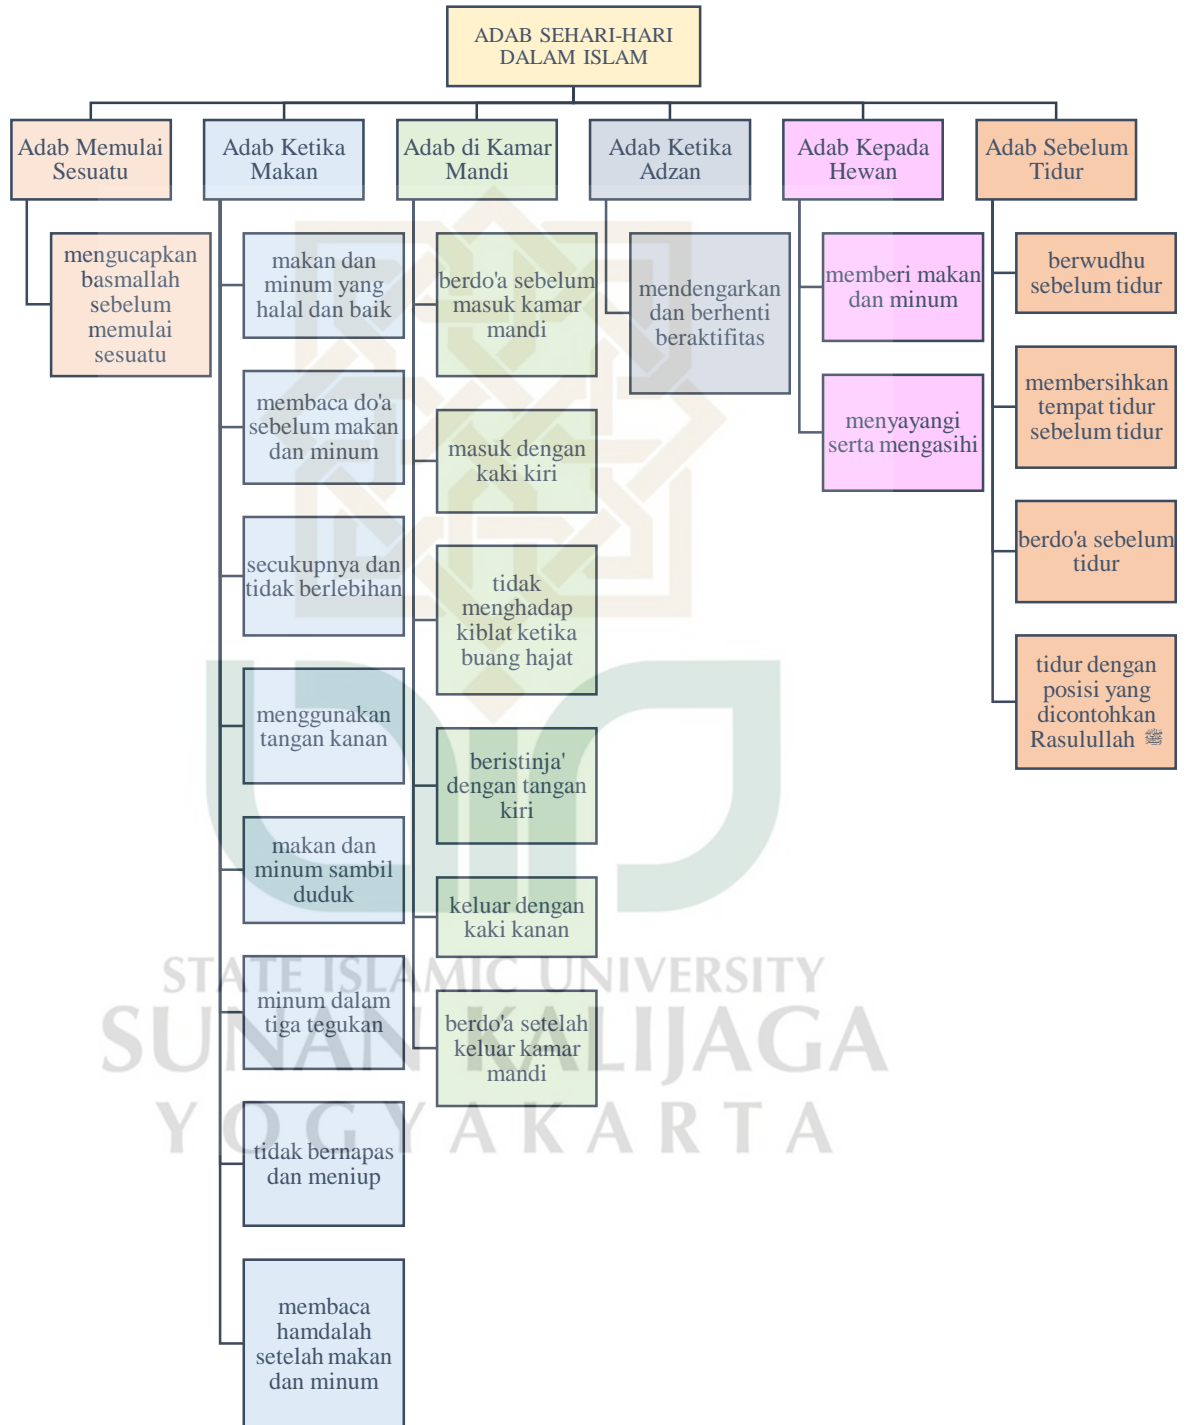 ADAB SEHARI-HARI
DALAM ISLAM
Adab Memulai
Sesuatu
mengucapkan
basmallah
sebelum
memulai
sesuatu
Adab Ketika
Makan
makan dan
minum yang
halal dan baik
membaca do'a
sebelum makan
dan minum
secukupnya dan
tidak berlebihan
menggunakan
tangan kanan
makan dan
minum sambil
duduk
minum dalam
tiga tegukan
tidak bernapas
dan meniup
membaca
hamdalah
setelah makan
dan minum
Adab di Kamar
Mandi
berdo'a sebelum
masuk kamar
mandi
masuk dengan
kaki kiri
tidak
menghadap
kiblat ketika
buang hajat
beristinja'
dengan tangan
kiri
keluar dengan
kaki kanan
berdo'a setelah
keluar kamar
mandi
Adab Ketika
Adzan
mendengarkan
dan berhenti
beraktifitas
Adab Kepada
Hewan
memberi makan
dan minum
menyayangi
serta mengasihi
Adab Sebelum
Tidur
berwudhu
sebelum tidur
membersihkan
tempat tidur
sebelum tidur
berdo'a sebelum
tidur
tidur dengan
posisi yang
dicontohkan
Rasulullah ﷺ
STATE ISLAMIC UNIVERSITY
SUNAN KALIJAGA
YOGYAKARTA